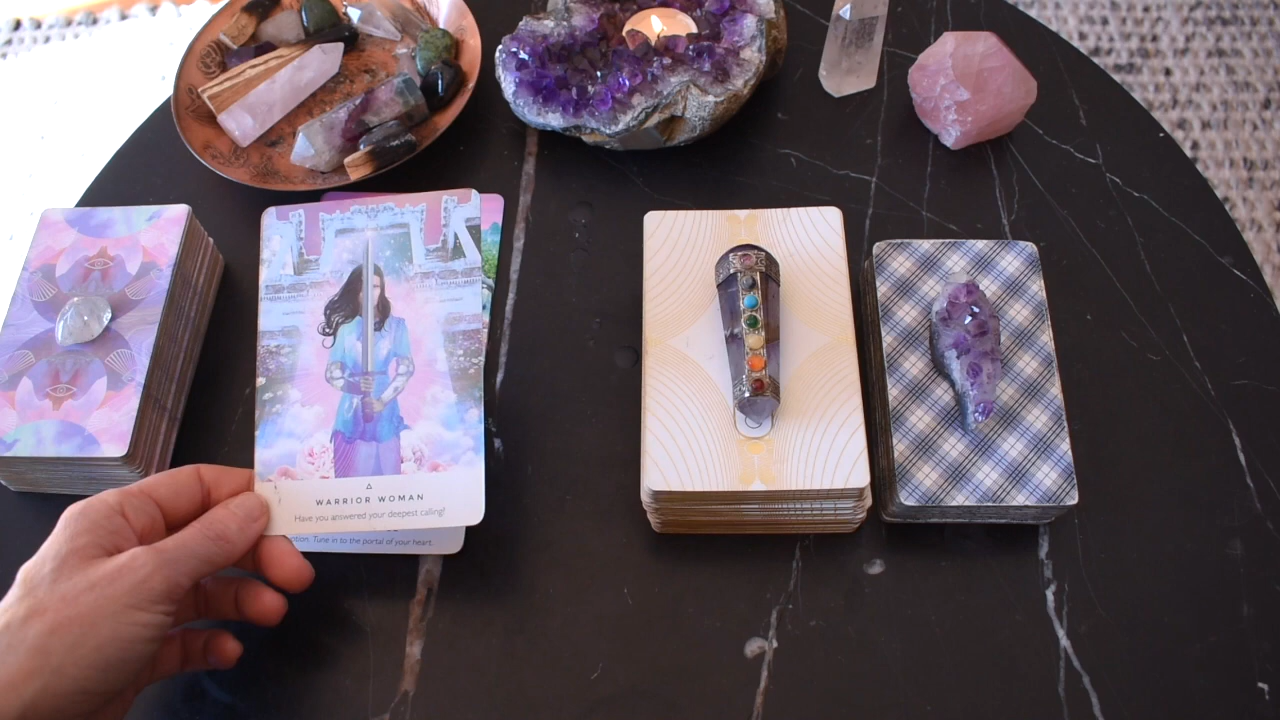 WARRIOR WOMAN
Have you answered your deepest calling!
Tune in to the portal of your heart.